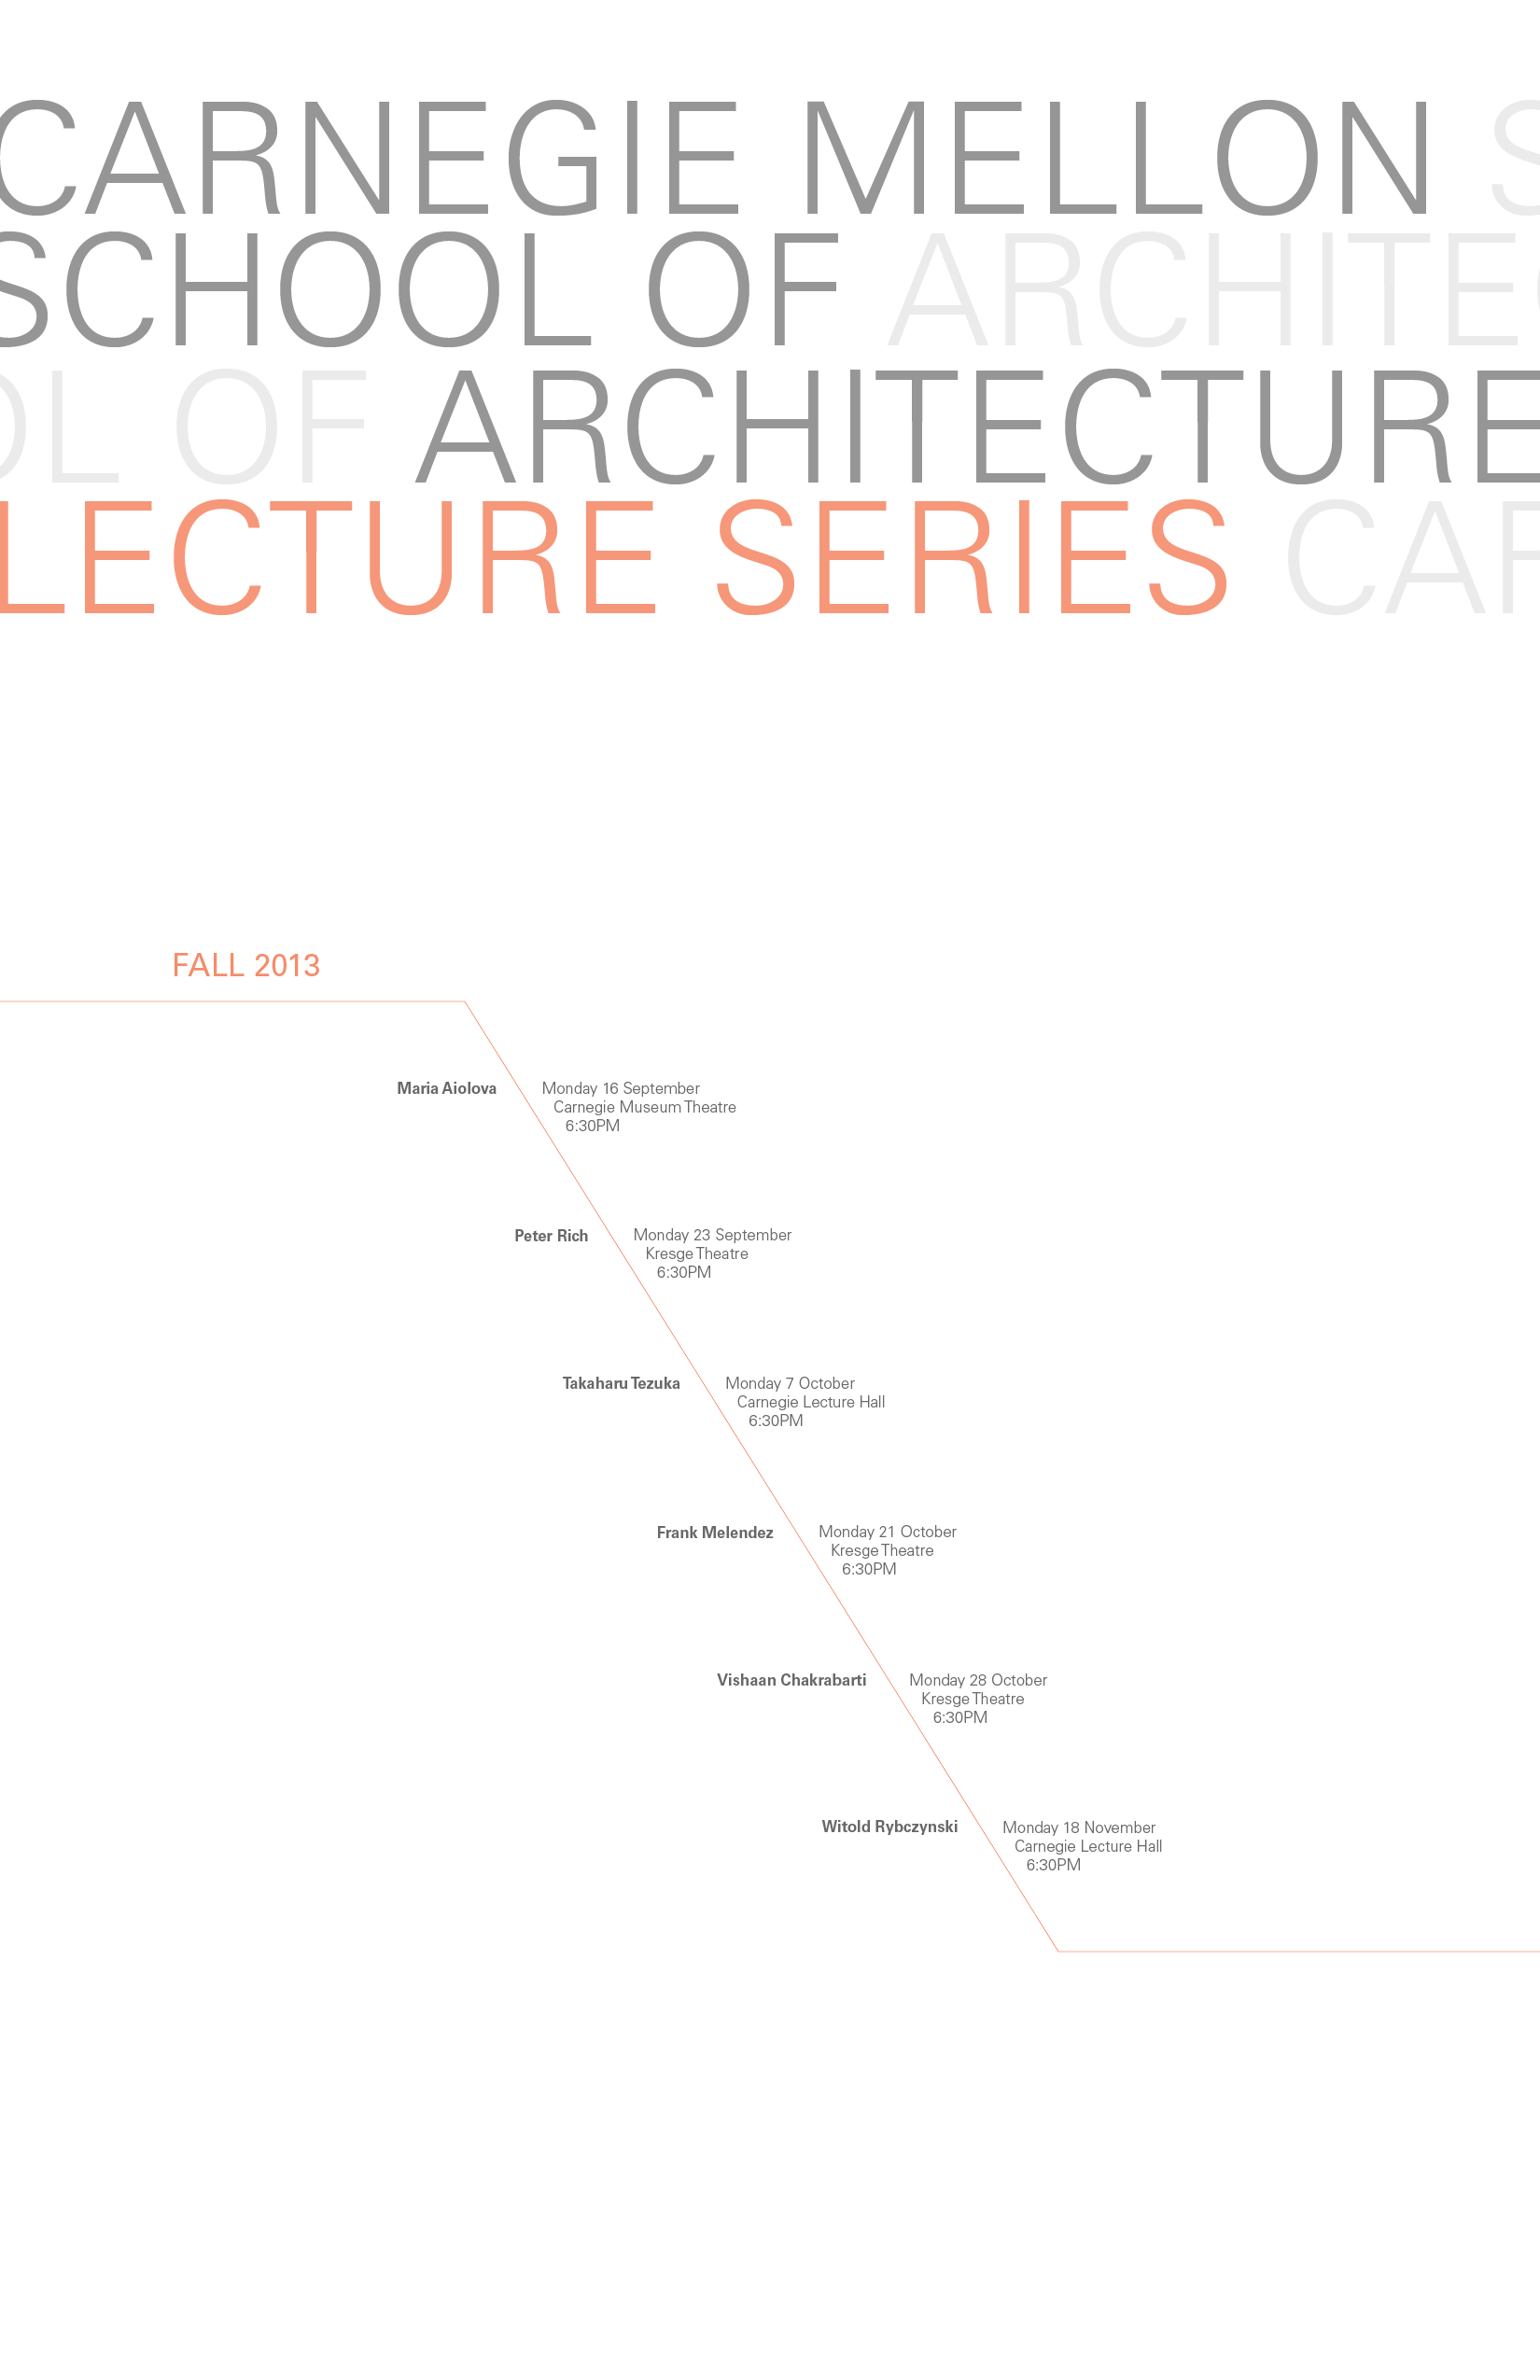 CARNEGIE MELLON S
SCHOOL OF ARCHITEC
OL OF ARCHITECTURE
LECTURE SERIES CAR
FALL 2013
Maria Aiolova Monday 16 September
Carnegie Museum Theatre
6:30PM
Peter Rich Monday 23 September
Kresge Theatre
6:30PM
Takaharu Tezuka Monday 7 October
Carnegie Lecture Hall
6:30PM
Frank Melendez Monday 21 October
Kresge Theatre
6:30PM
Vishaan Chakrabarti Monday 28 October
Kresge Theatre
6:30PM
Witold Rybczynski Monday 18 November
Carnegie Lecture Hall
6:30PM